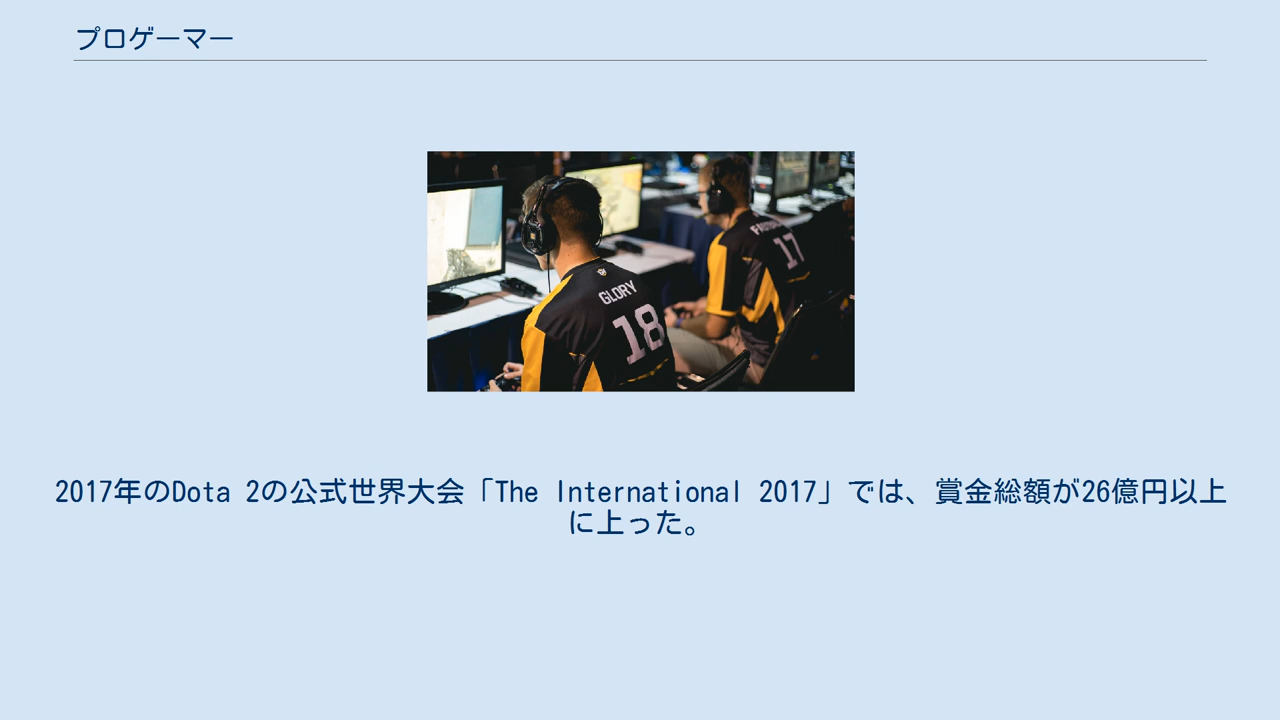 プロゲーマー
GLORY
18
17
2017年のDota 2の公式世界大会「The International 2017」では、賞金総額が26億円以上
に上った。